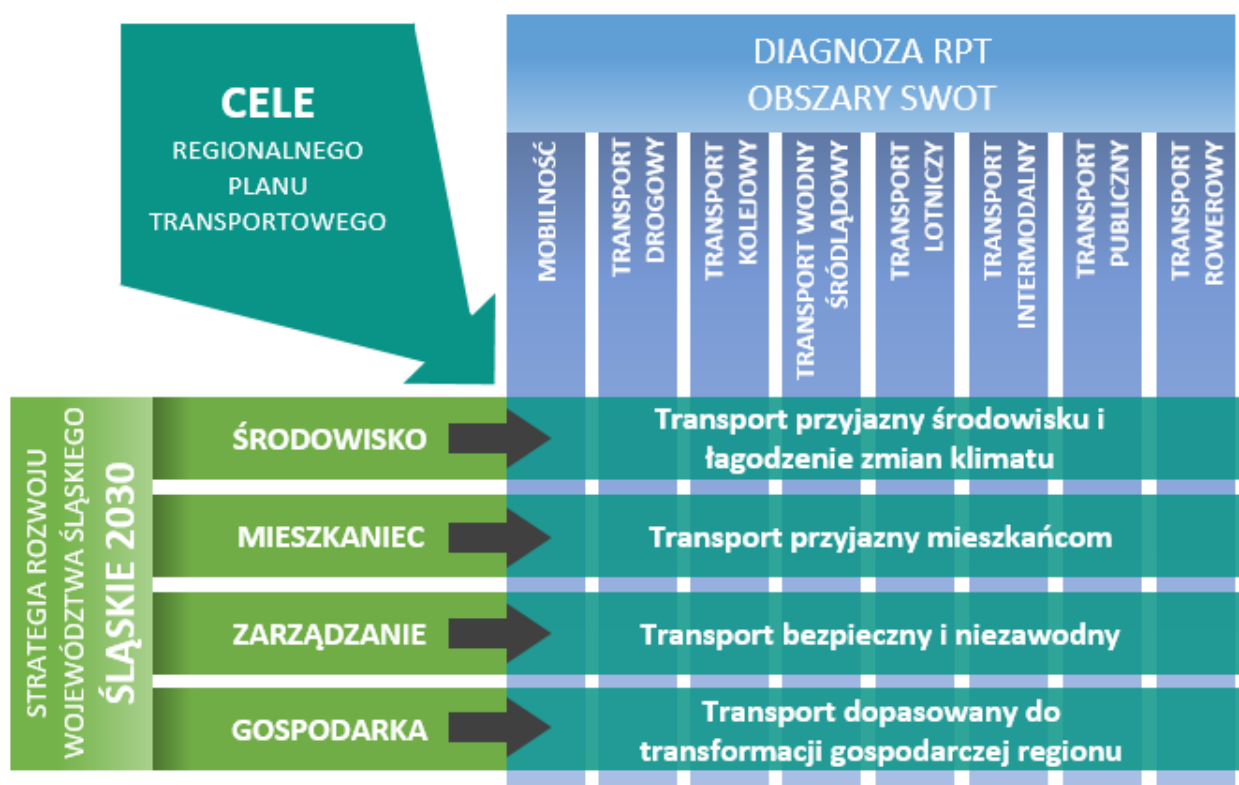 CELE
REGIONALNEGO
PLANU
TRANSPORTOWEGO
DIAGNOZA RPT
OBSZARY SWOT
MOBILNOŚĆ
TRANSPORT
DROGOWY
TRANSPORT
KOLEJOWY
TRANSPORT WODNY
ŚRÓDLĄDOWY
TRANSPORT
LOTNICZY
TRANSPORT
INTERMODALNY
TRANSPORT
PUBLICZNY
TRANSPORT
ROWEROWY
STRATEGIA ROZWOJU
WOJEWÓDZTWA ŚLĄSKIEGO
ŚLĄSKIE 2030
ŚRODOWISKO
Transport przyjazny środowisku i
łagodzenie zmian klimatu
MIESZKANIEC
Transport przyjazny mieszkańcom
ZARZĄDZANIE
Transport bezpieczny i niezawodny
GOSPODARKA
Transport dopasowany do
transformacji gospodarczej regionu